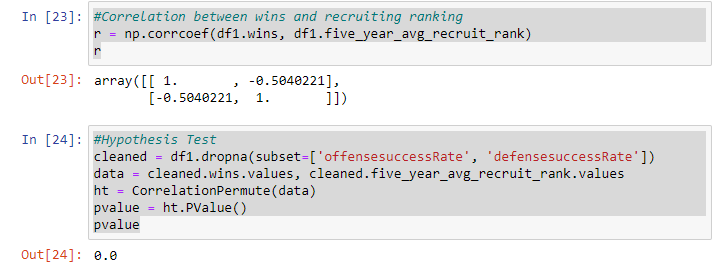 In [23]: #Correlation between wins and recruiting ranking
r = np.corrcoef(df1.wins, df1.five_year_avg_recruit_rank)
r
Out[23]: array([[ 1.       , -0.5040221],
[-0.5040221,  1.       ]])
In [24]: #Hypothesis Test
cleaned = df1.dropna(subset=['offensesuccessRate', 'defensesuccessRate'])
data = cleaned.wins.values, cleaned.five_year_avg_recruit_rank.values
ht = CorrelationPermute(data)
pvalue = ht.PValue()
pvalue
Out[24]: 0.0